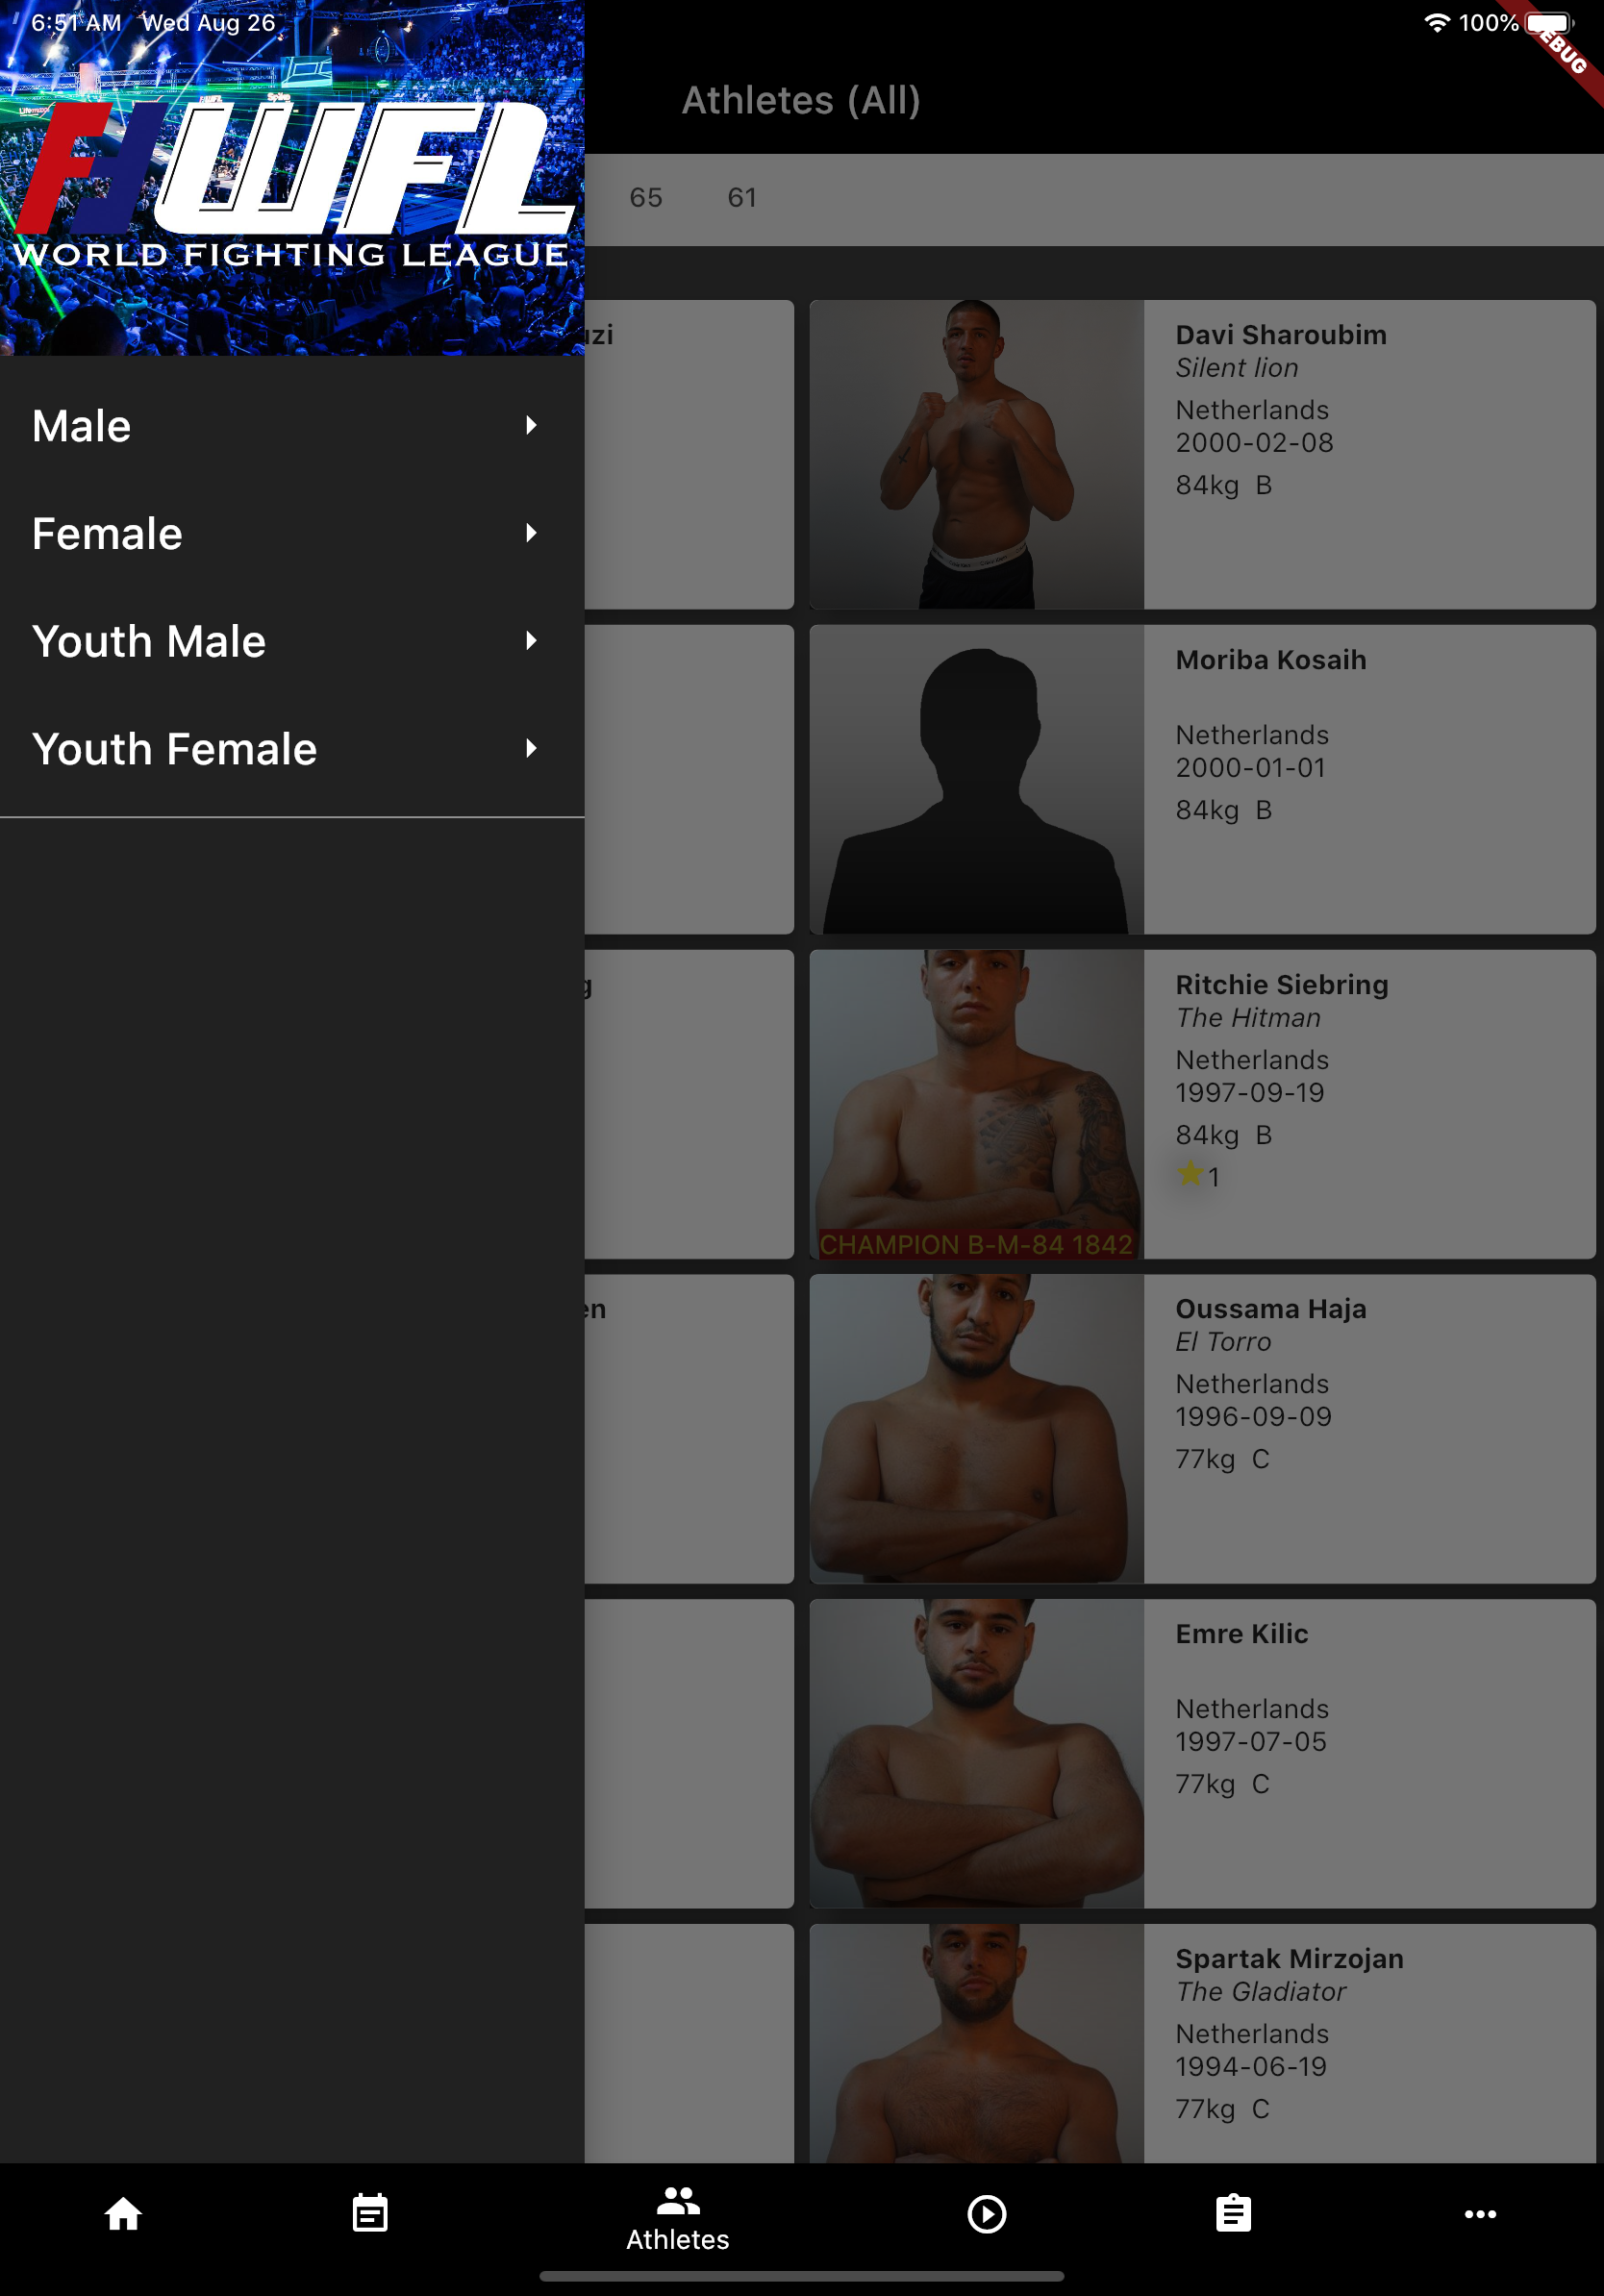 6:51 AM Wed Aug 26
100%
EBUG
Athletes (All)
WFL
WORLD FIGHTING LEAGUE
65 61
Male
Female
Youth Male
Youth Female
zi
Davi Sharoubim
Silent lion
Netherlands
2000-02-08
84kg B
Moriba Kosaih
Netherlands
2000-01-01
84kg B
g
Ritchie Siebring
The Hitman
Netherlands
1997-09-19
84kg B
1
CHAMPION B-M-84 1842
en
Oussama Haja
El Torro
Netherlands
1996-09-09
77kg C
Emre Kilic
Netherlands
1997-07-05
77kg C
Spartak Mirzojan
The Gladiator
Netherlands
1994-06-19
77kg C
Athletes